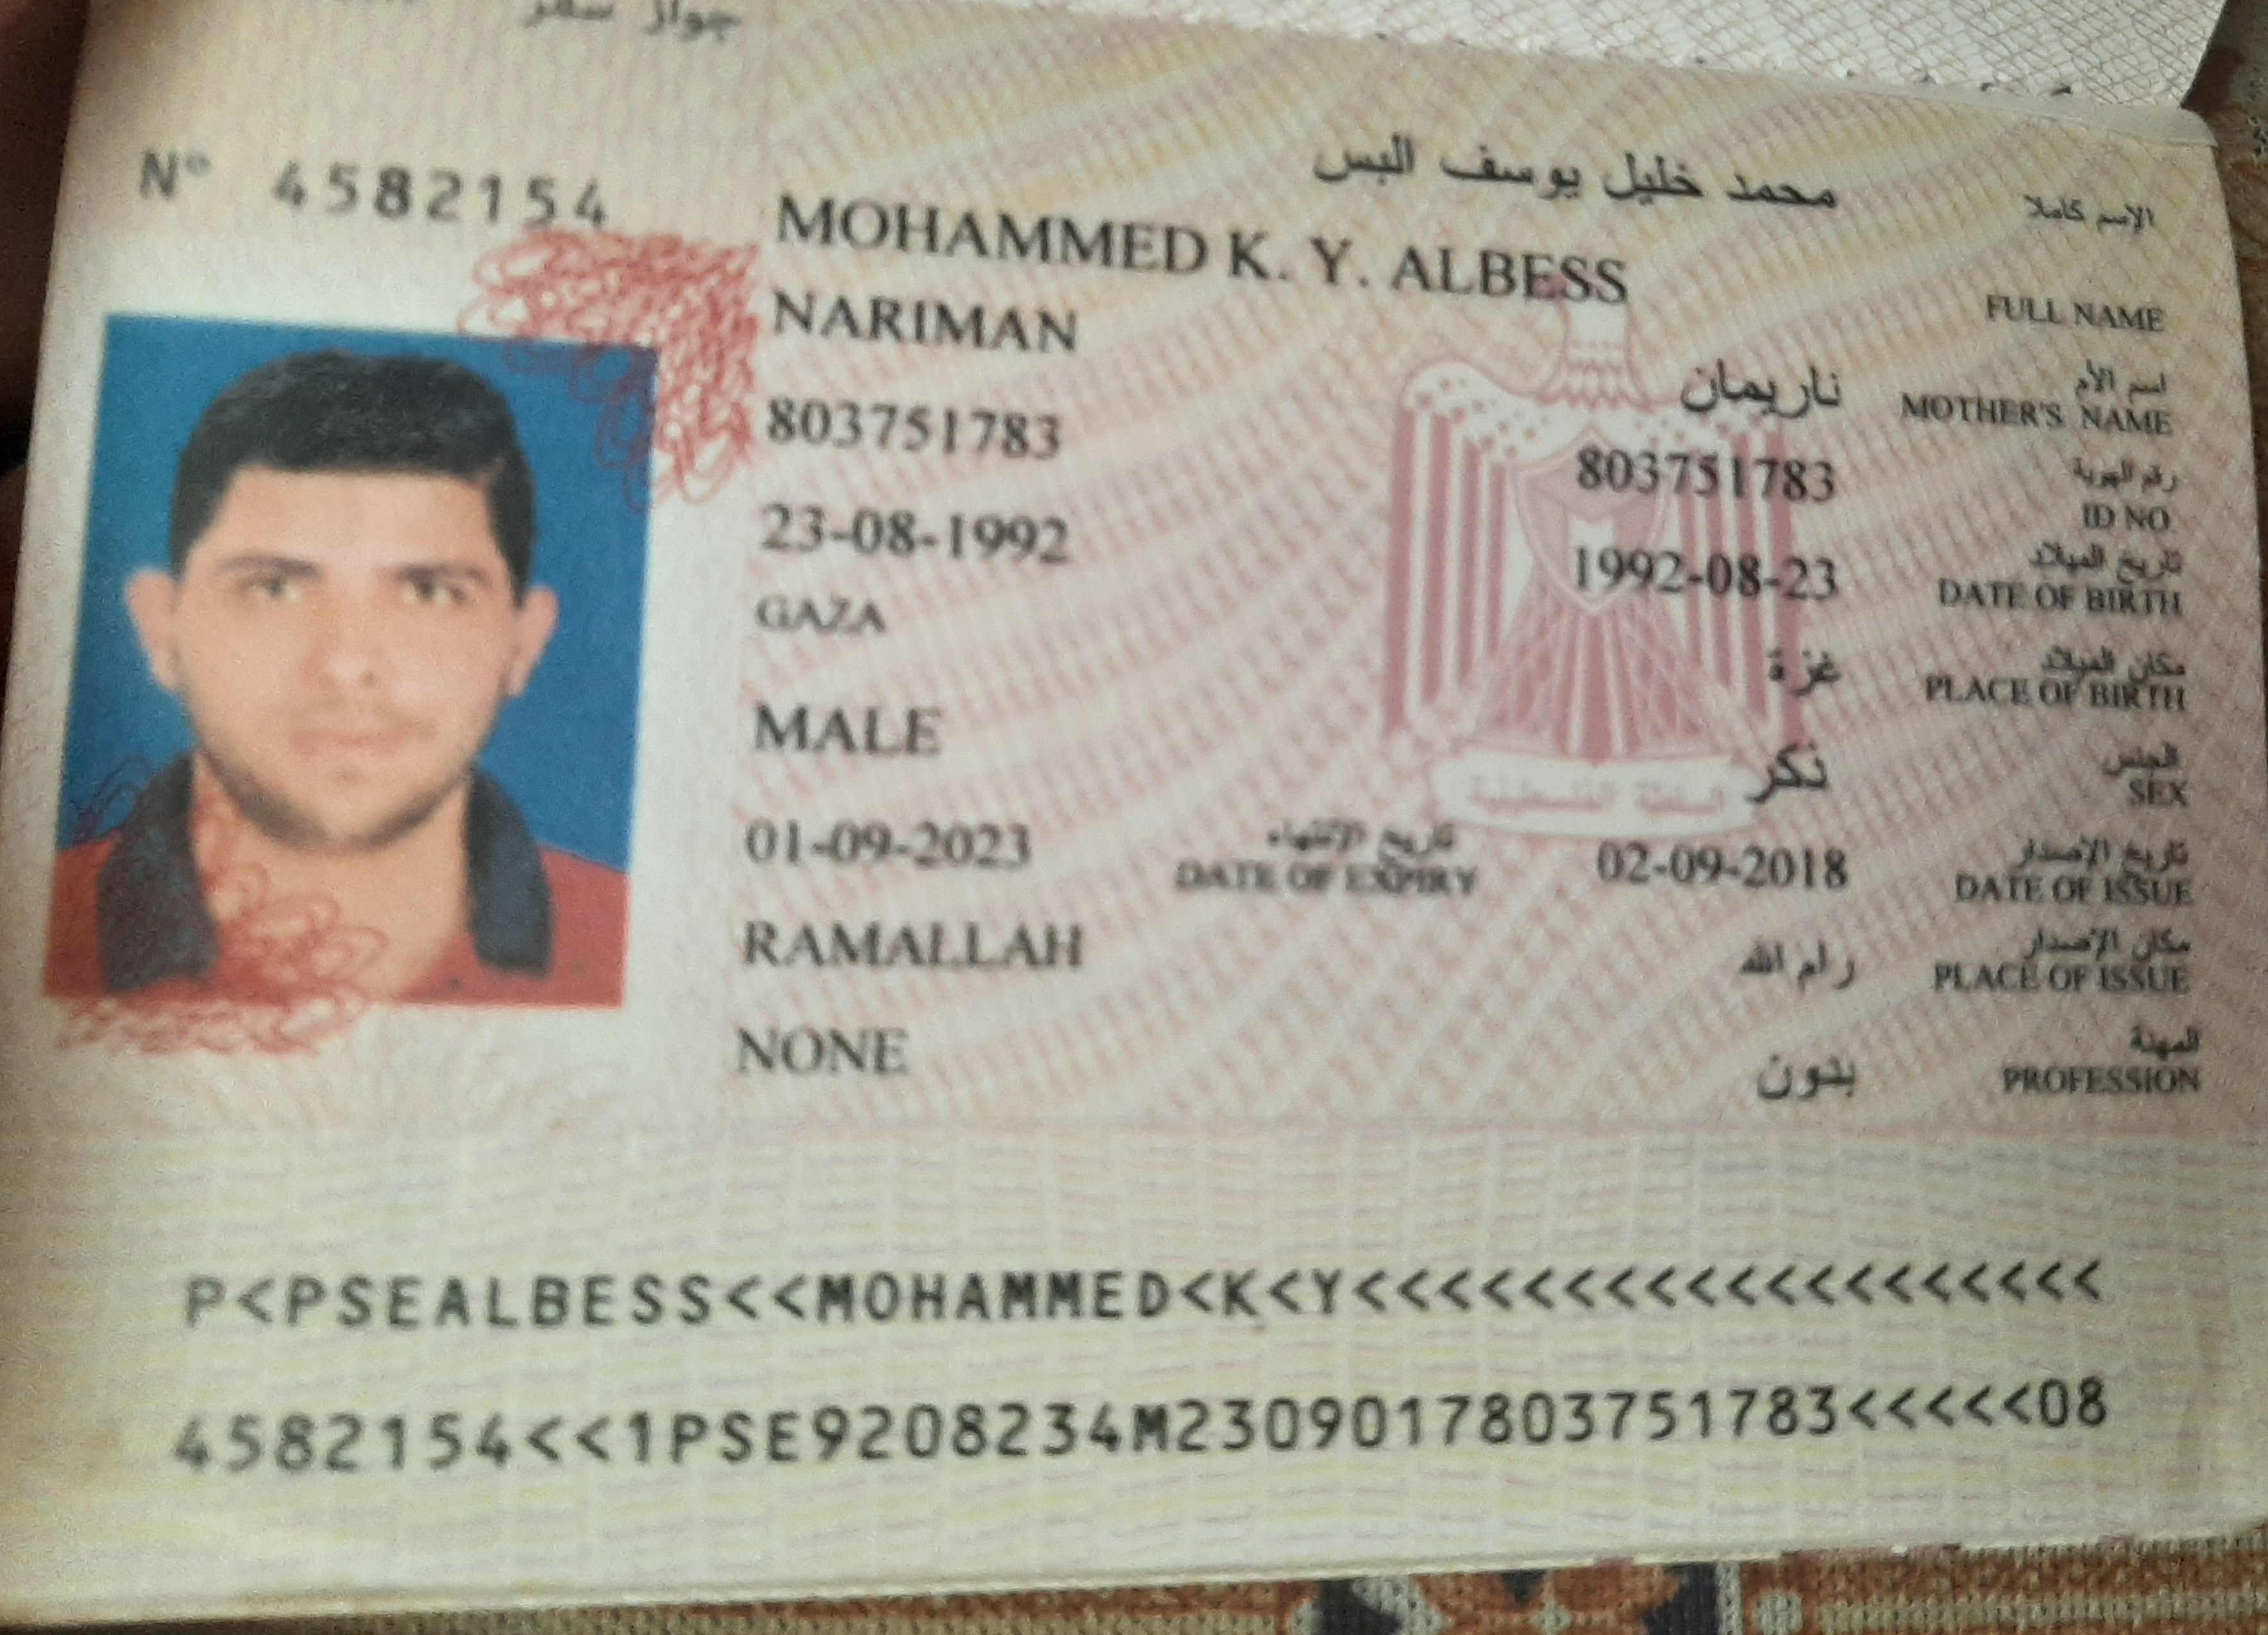 جواز سفر
Nº 4582154
محمد خليل يوسف البس
الإسم كاملا
MOHAMMED K. Y. ALBESS
FULL NAME
NARIMAN
ناريمان
اسم الأم
MOTHER'S NAME
803751783
803751783
رقم الهوية
ID NO.
23-08-1992
1992-08-23
تاريخ الميلاد
DATE OF BIRTH
GAZA
غزة
مكان الميلاد
PLACE OF BIRTH
MALE
ذكر
الجنس
SEX
01-09-2023
تاريخ الإنتهاء
DATE OF EXPIRY
02-09-2018
تاريخ الإصدار
DATE OF ISSUE
RAMALLAH
رام الله
مكان الإصدار
PLACE OF ISSUE
NONE
بدون
المهنة
PROFESSION
P<PSEALBESS<<MOHAMMED<K<Y<<<<<<<<<<<<<<<<<<<
4582154<<1PSE9208234M2309017803751783<<<<<08